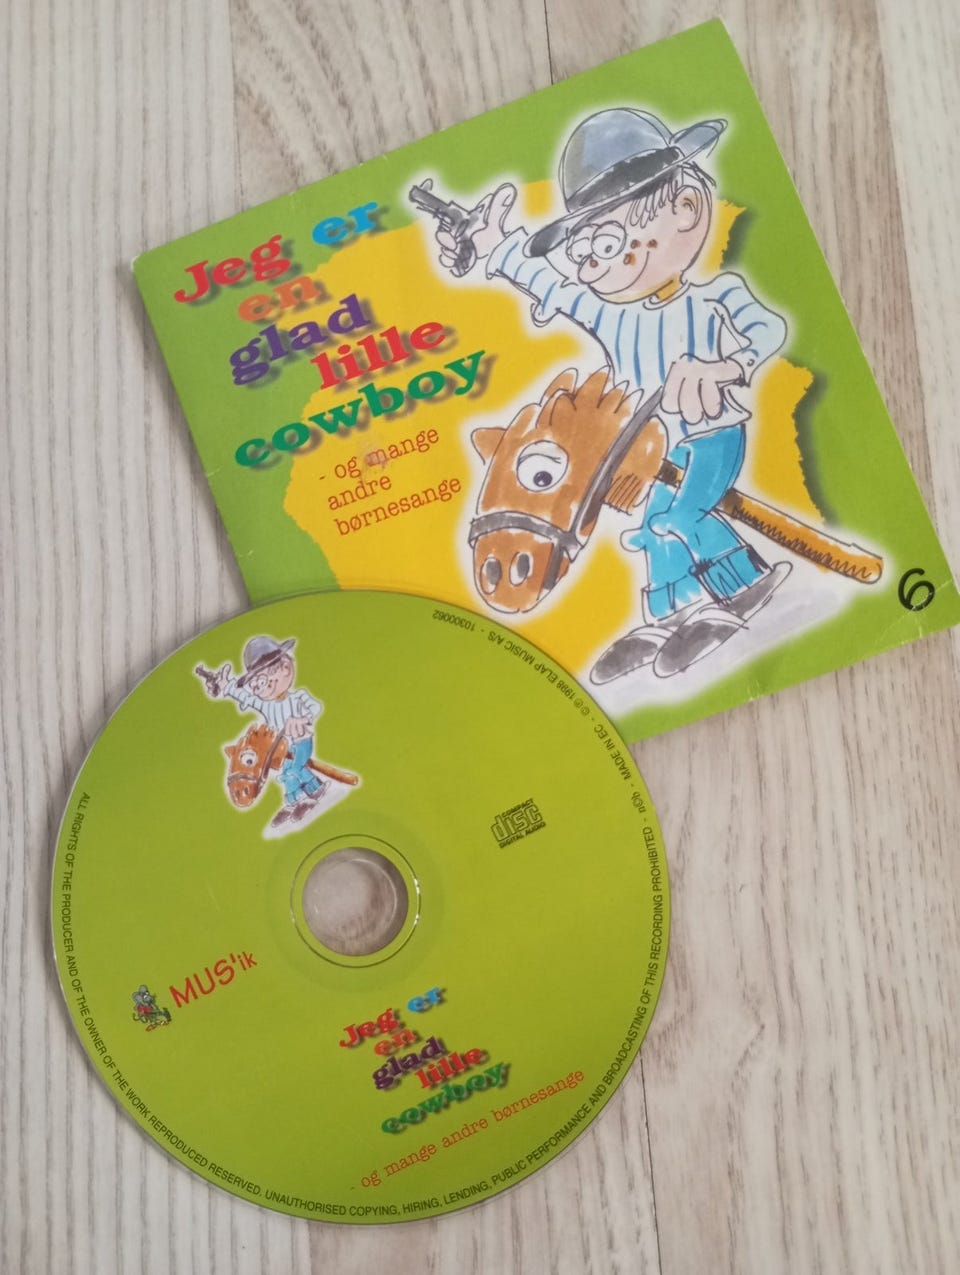 Jeg er
en
glad
lille
cowboy
- og mange
andre
børnesange
6
ALL RIGHTS OF THE PRODUCER AND OF THE OWNER OF THE WORK REPRODUCED RESERVED. UNAUTHORISED COPYING, HIRING, LENDING, PUBLIC PERFORMANCE AND BROADCASTING OF THIS RECORDING PROHIBITED - nCb - MADE IN EC - © ℗ 1998 ELAP MUSIC A/S - 10300062
COMPACT
disc
DIGITAL AUDIO
MUS'ik
Jeg er
en
glad
lille
cowboy
- og mange andre børnesange